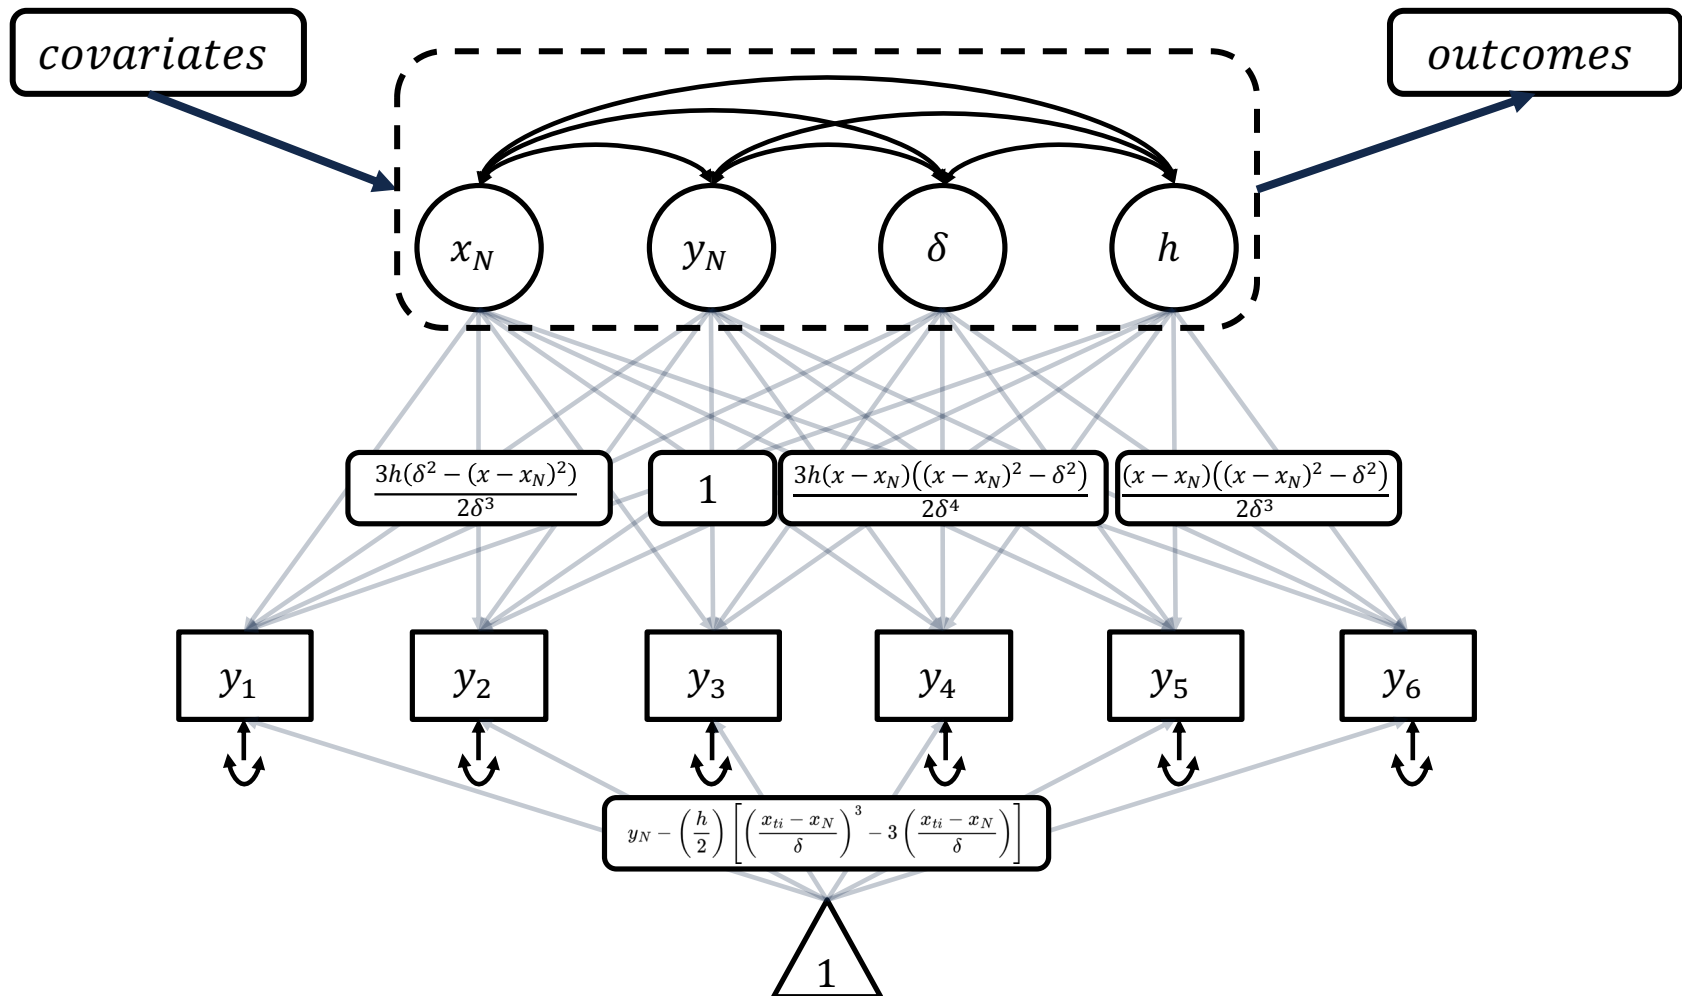 covariates
outcomes
x_N
y_N
δ
h
3h(δ² − (x − x_N)²) / 2δ³
1
3h(x − x_N)((x − x_N)² − δ²) / 2δ⁴
(x − x_N)((x − x_N)² − δ²) / 2δ³
y₁
y₂
y₃
y₄
y₅
y₆
y_N − (h/2) [((x_ti − x_N)/δ)³ − 3((x_ti − x_N)/δ)]
1